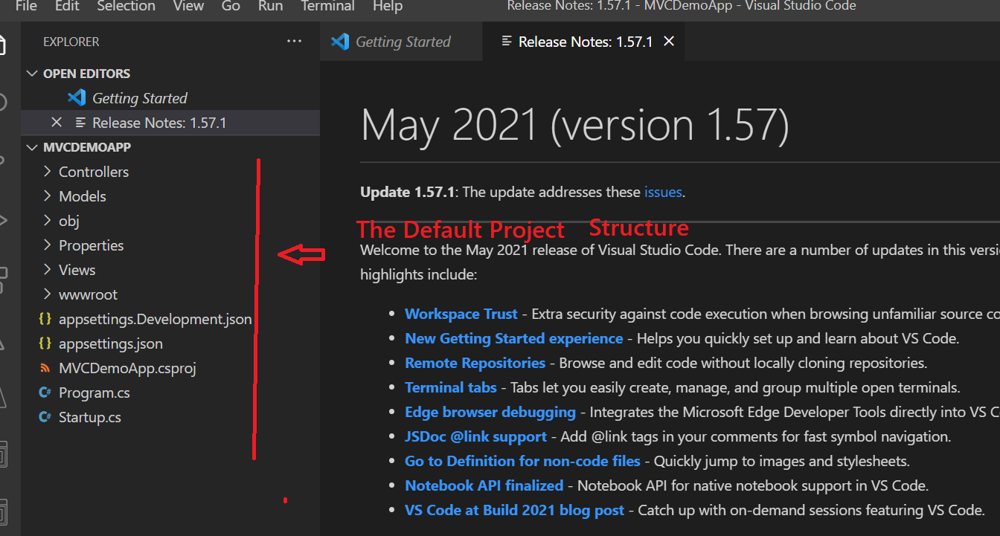 File Edit Selection View Go Run Terminal Help Release Notes: 1.57.1 - MVCDemoApp - Visual Studio Code
EXPLORER
OPEN EDITORS
Getting Started
Release Notes: 1.57.1
MVCDEMOAPP
Controllers
Models
obj
Properties
Views
wwwroot
{} appsettings.Development.json
{} appsettings.json
MVCDemoApp.csproj
C# Program.cs
C# Startup.cs
Getting Started Release Notes: 1.57.1
May 2021 (version 1.57)
Update 1.57.1: The update addresses these issues.
The Default Project Structure
Welcome to the May 2021 release of Visual Studio Code. There are a number of updates in this versi
highlights include:
• Workspace Trust - Extra security against code execution when browsing unfamiliar source co
• New Getting Started experience - Helps you quickly set up and learn about VS Code.
• Remote Repositories - Browse and edit code without locally cloning repositories.
• Terminal tabs - Tabs let you easily create, manage, and group multiple open terminals.
• Edge browser debugging - Integrates the Microsoft Edge Developer Tools directly into VS C
• JSDoc @link support - Add @link tags in your comments for fast symbol navigation.
• Go to Definition for non-code files - Quickly jump to images and stylesheets.
• Notebook API finalized - Notebook API for native notebook support in VS Code.
• VS Code at Build 2021 blog post - Catch up with on-demand sessions featuring VS Code.